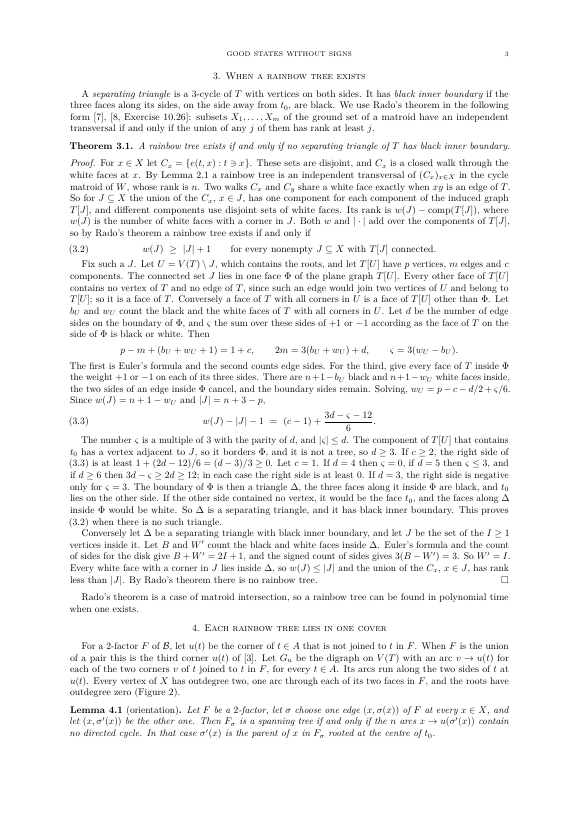 GOOD STATES WITHOUT SIGNS 3
3. When a rainbow tree exists
A separating triangle is a 3-cycle of T with vertices on both sides. It has black inner boundary if the
three faces along its sides, on the side away from t₀, are black. We use Rado's theorem in the following
form [7], [8, Exercise 10.26]: subsets X₁, . . . , Xₘ of the ground set of a matroid have an independent
transversal if and only if the union of any j of them has rank at least j.
Theorem 3.1. A rainbow tree exists if and only if no separating triangle of T has black inner boundary.
Proof. For x ∈ X let Cₓ = {e(t, x) : t ∋ x}. These sets are disjoint, and Cₓ is a closed walk through the
white faces at x. By Lemma 2.1 a rainbow tree is an independent transversal of (Cₓ)ₓ∈X in the cycle
matroid of W, whose rank is n. Two walks Cₓ and C_y share a white face exactly when xy is an edge of T.
So for J ⊆ X the union of the Cₓ, x ∈ J, has one component for each component of the induced graph
T[J], and different components use disjoint sets of white faces. Its rank is w(J) − comp(T[J]), where
w(J) is the number of white faces with a corner in J. Both w and | · | add over the components of T[J],
so by Rado's theorem a rainbow tree exists if and only if
(3.2) w(J) ≥ |J| + 1 for every nonempty J ⊆ X with T[J] connected.
Fix such a J. Let U = V(T) \ J, which contains the roots, and let T[U] have p vertices, m edges and c
components. The connected set J lies in one face Φ of the plane graph T[U]. Every other face of T[U]
contains no vertex of T and no edge of T, since such an edge would join two vertices of U and belong to
T[U]; so it is a face of T. Conversely a face of T with all corners in U is a face of T[U] other than Φ. Let
b_U and w_U count the black and the white faces of T with all corners in U. Let d be the number of edge
sides on the boundary of Φ, and ς the sum over these sides of +1 or −1 according as the face of T on the
side of Φ is black or white. Then
p − m + (b_U + w_U + 1) = 1 + c, 2m = 3(b_U + w_U) + d, ς = 3(w_U − b_U).
The first is Euler's formula and the second counts edge sides. For the third, give every face of T inside Φ
the weight +1 or −1 on each of its three sides. There are n+1−b_U black and n+1−w_U white faces inside,
the two sides of an edge inside Φ cancel, and the boundary sides remain. Solving, w_U = p − c − d/2 + ς/6.
Since w(J) = n + 1 − w_U and |J| = n + 3 − p,
(3.3) w(J) − |J| − 1 = (c − 1) + (3d − ς − 12)/6.
The number ς is a multiple of 3 with the parity of d, and |ς| ≤ d. The component of T[U] that contains
t₀ has a vertex adjacent to J, so it borders Φ, and it is not a tree, so d ≥ 3. If c ≥ 2, the right side of
(3.3) is at least 1 + (2d − 12)/6 = (d − 3)/3 ≥ 0. Let c = 1. If d = 4 then ς = 0, if d = 5 then ς ≤ 3, and
if d ≥ 6 then 3d − ς ≥ 2d ≥ 12; in each case the right side is at least 0. If d = 3, the right side is negative
only for ς = 3. The boundary of Φ is then a triangle Δ, the three faces along it inside Φ are black, and t₀
lies on the other side. If the other side contained no vertex, it would be the face t₀, and the faces along Δ
inside Φ would be white. So Δ is a separating triangle, and it has black inner boundary. This proves
(3.2) when there is no such triangle.
Conversely let Δ be a separating triangle with black inner boundary, and let J be the set of the I ≥ 1
vertices inside it. Let B and W′ count the black and white faces inside Δ. Euler's formula and the count
of sides for the disk give B + W′ = 2I + 1, and the signed count of sides gives 3(B − W′) = 3. So W′ = I.
Every white face with a corner in J lies inside Δ, so w(J) ≤ |J| and the union of the Cₓ, x ∈ J, has rank
less than |J|. By Rado's theorem there is no rainbow tree. □
Rado's theorem is a case of matroid intersection, so a rainbow tree can be found in polynomial time
when one exists.
4. Each rainbow tree lies in one cover
For a 2-factor F of ℬ, let u(t) be the corner of t ∈ A that is not joined to t in F. When F is the union
of a pair this is the third corner u(t) of [3]. Let G_u be the digraph on V(T) with an arc v → u(t) for
each of the two corners v of t joined to t in F, for every t ∈ A. Its arcs run along the two sides of t at
u(t). Every vertex of X has outdegree two, one arc through each of its two faces in F, and the roots have
outdegree zero (Figure 2).
Lemma 4.1 (orientation). Let F be a 2-factor, let σ choose one edge (x, σ(x)) of F at every x ∈ X, and
let (x, σ′(x)) be the other one. Then F_σ is a spanning tree if and only if the n arcs x → u(σ′(x)) contain
no directed cycle. In that case σ′(x) is the parent of x in F_σ rooted at the centre of t₀.